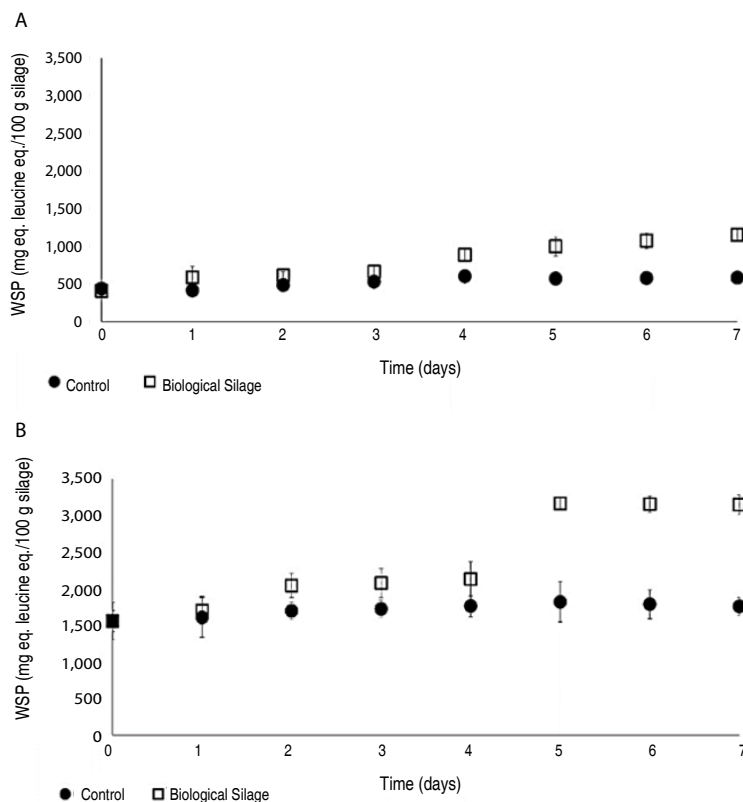 A
WSP (mg eq. leucine eq./100 g silage)
3,500
3,000
2,500
2,000
1,500
1,000
500
0
0 1 2 3 4 5 6 7
Time (days)
Control Biological Silage
B
WSP (mg eq. leucine eq./100 g silage)
3,500
3,000
2,500
2,000
1,500
1,000
500
0
0 1 2 3 4 5 6 7
Time (days)
Control Biological Silage